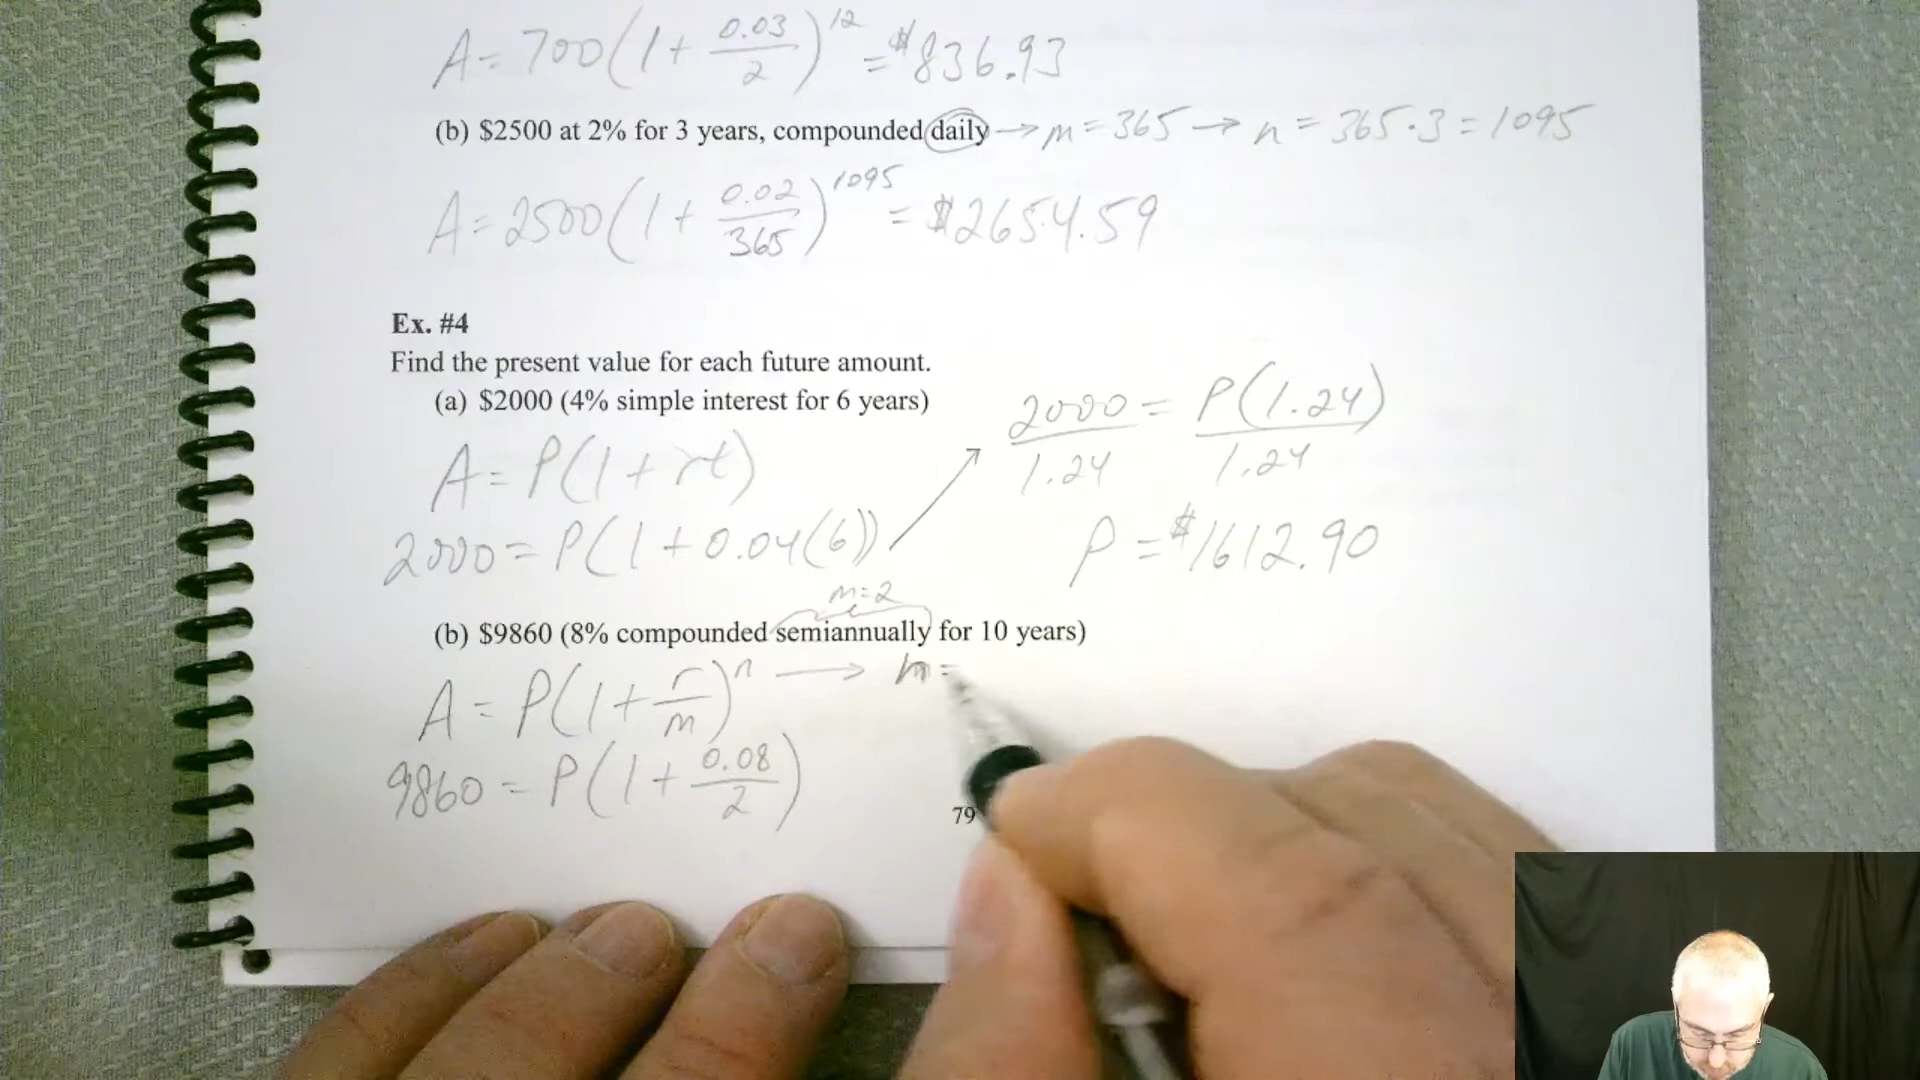 A = 700(1 + 0.03/2)^12 = $836.93
(b) $2500 at 2% for 3 years, compounded daily → m = 365 → n = 365·3 = 1095
A = 2500(1 + 0.02/365)^1095 = $2654.59
Ex. #4
Find the present value for each future amount.
(a) $2000 (4% simple interest for 6 years)
A = P(1 + rt)
2000 = P(1 + 0.04(6))
2000/1.24 = P(1.24)/1.24
P = $1612.90
m = 2
(b) $9860 (8% compounded semiannually for 10 years)
A = P(1 + r/m)^n → n =
9860 = P(1 + 0.08/2)
79